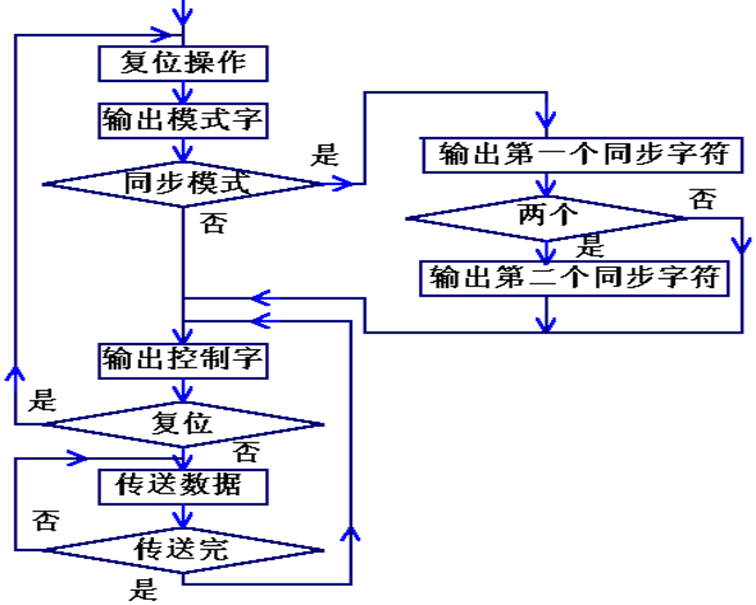 复位操作
输出模式字
同步模式
是
否
输出第一个同步字符
两个
否
是
输出第二个同步字符
输出控制字
复位
是
否
传送数据
传送完
否
是